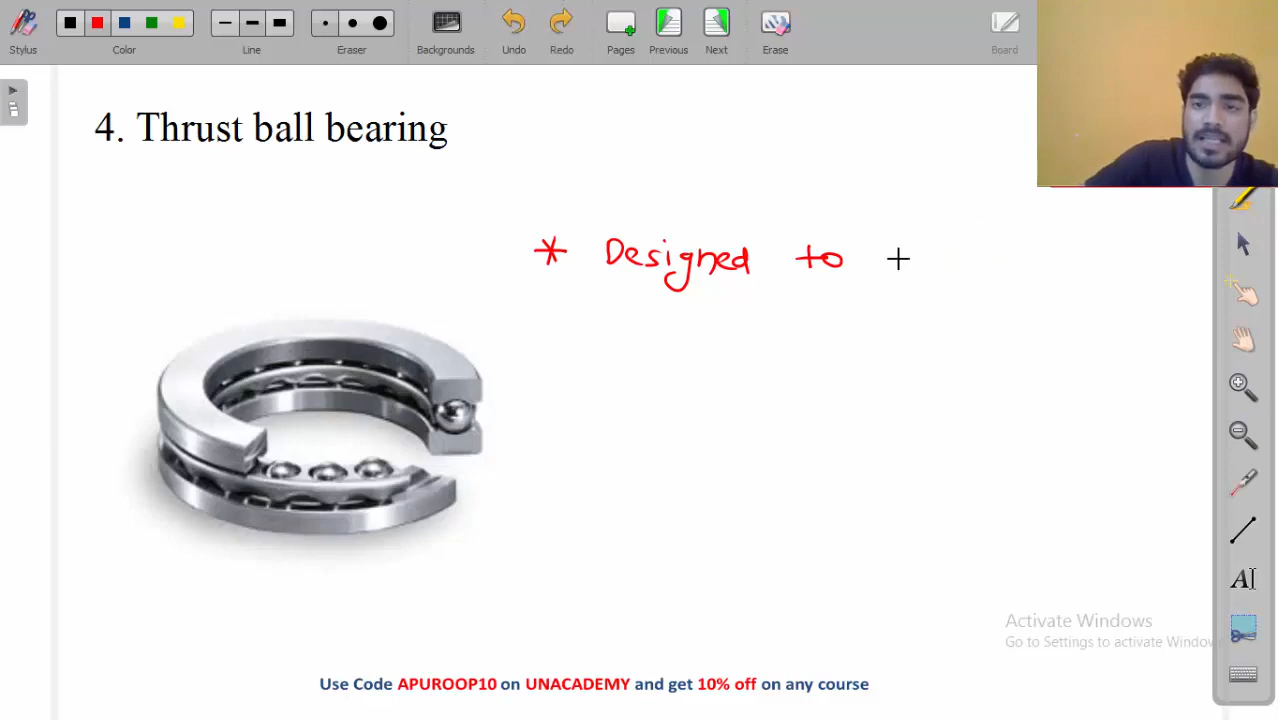 Stylus
Color
Line
Eraser
Backgrounds
Undo
Redo
Pages
Previous
Next
Erase
Board
4. Thrust ball bearing
* Designed to
A
Activate Windows
Go to Settings to activate Window
Use Code APUROOP10 on UNACADEMY and get 10% off on any course